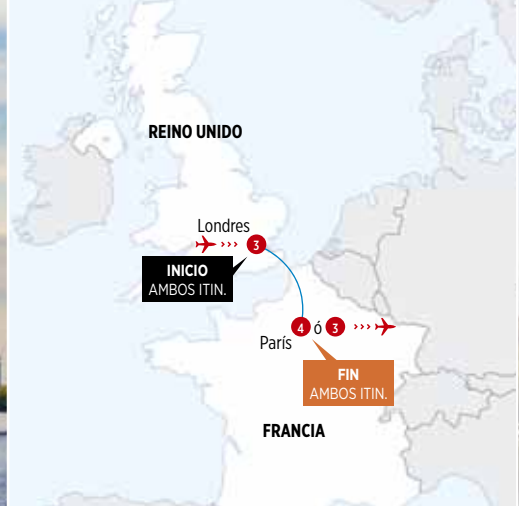 REINO UNIDO
Londres
3
INICIO
AMBOS ITIN.
4 ó 3
París
FIN
AMBOS ITIN.
FRANCIA